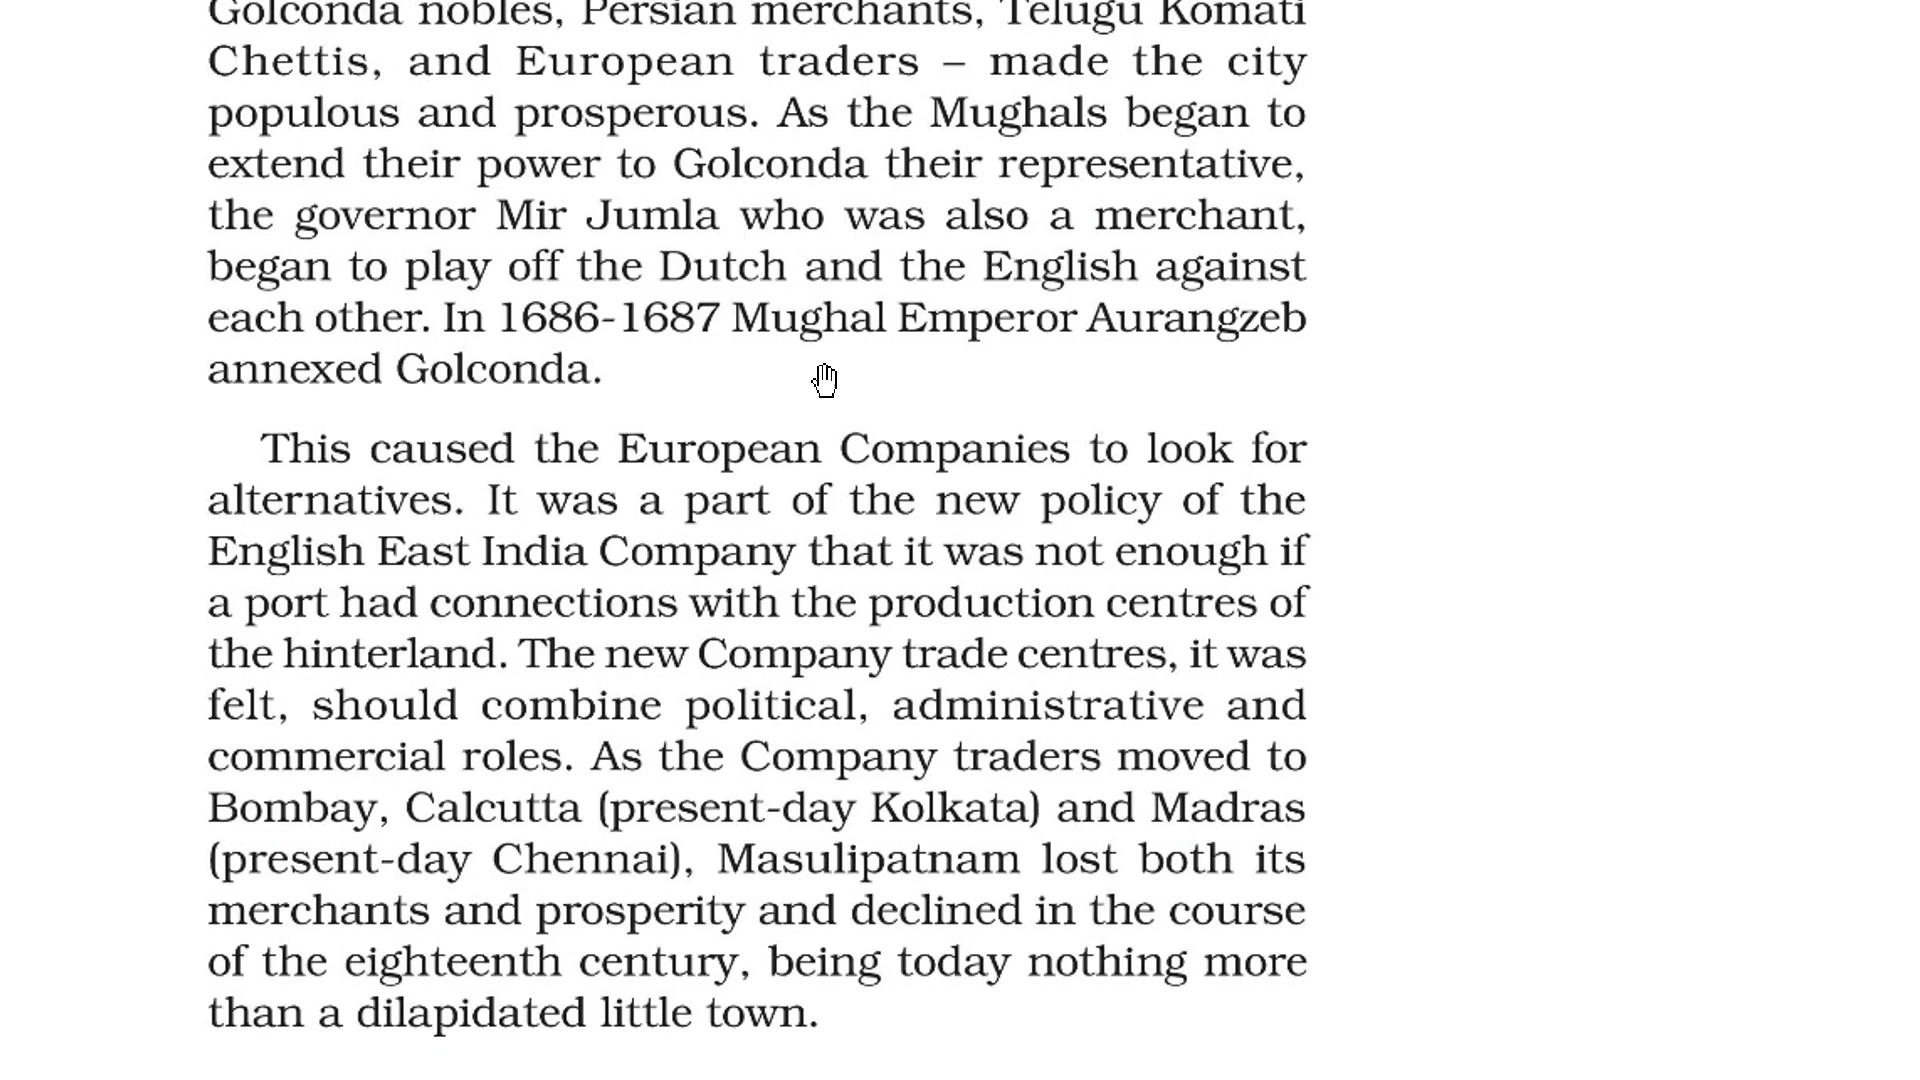 Golconda nobles, Persian merchants, Telugu Komati
Chettis, and European traders – made the city
populous and prosperous. As the Mughals began to
extend their power to Golconda their representative,
the governor Mir Jumla who was also a merchant,
began to play off the Dutch and the English against
each other. In 1686-1687 Mughal Emperor Aurangzeb
annexed Golconda.
This caused the European Companies to look for
alternatives. It was a part of the new policy of the
English East India Company that it was not enough if
a port had connections with the production centres of
the hinterland. The new Company trade centres, it was
felt, should combine political, administrative and
commercial roles. As the Company traders moved to
Bombay, Calcutta (present-day Kolkata) and Madras
(present-day Chennai), Masulipatnam lost both its
merchants and prosperity and declined in the course
of the eighteenth century, being today nothing more
than a dilapidated little town.